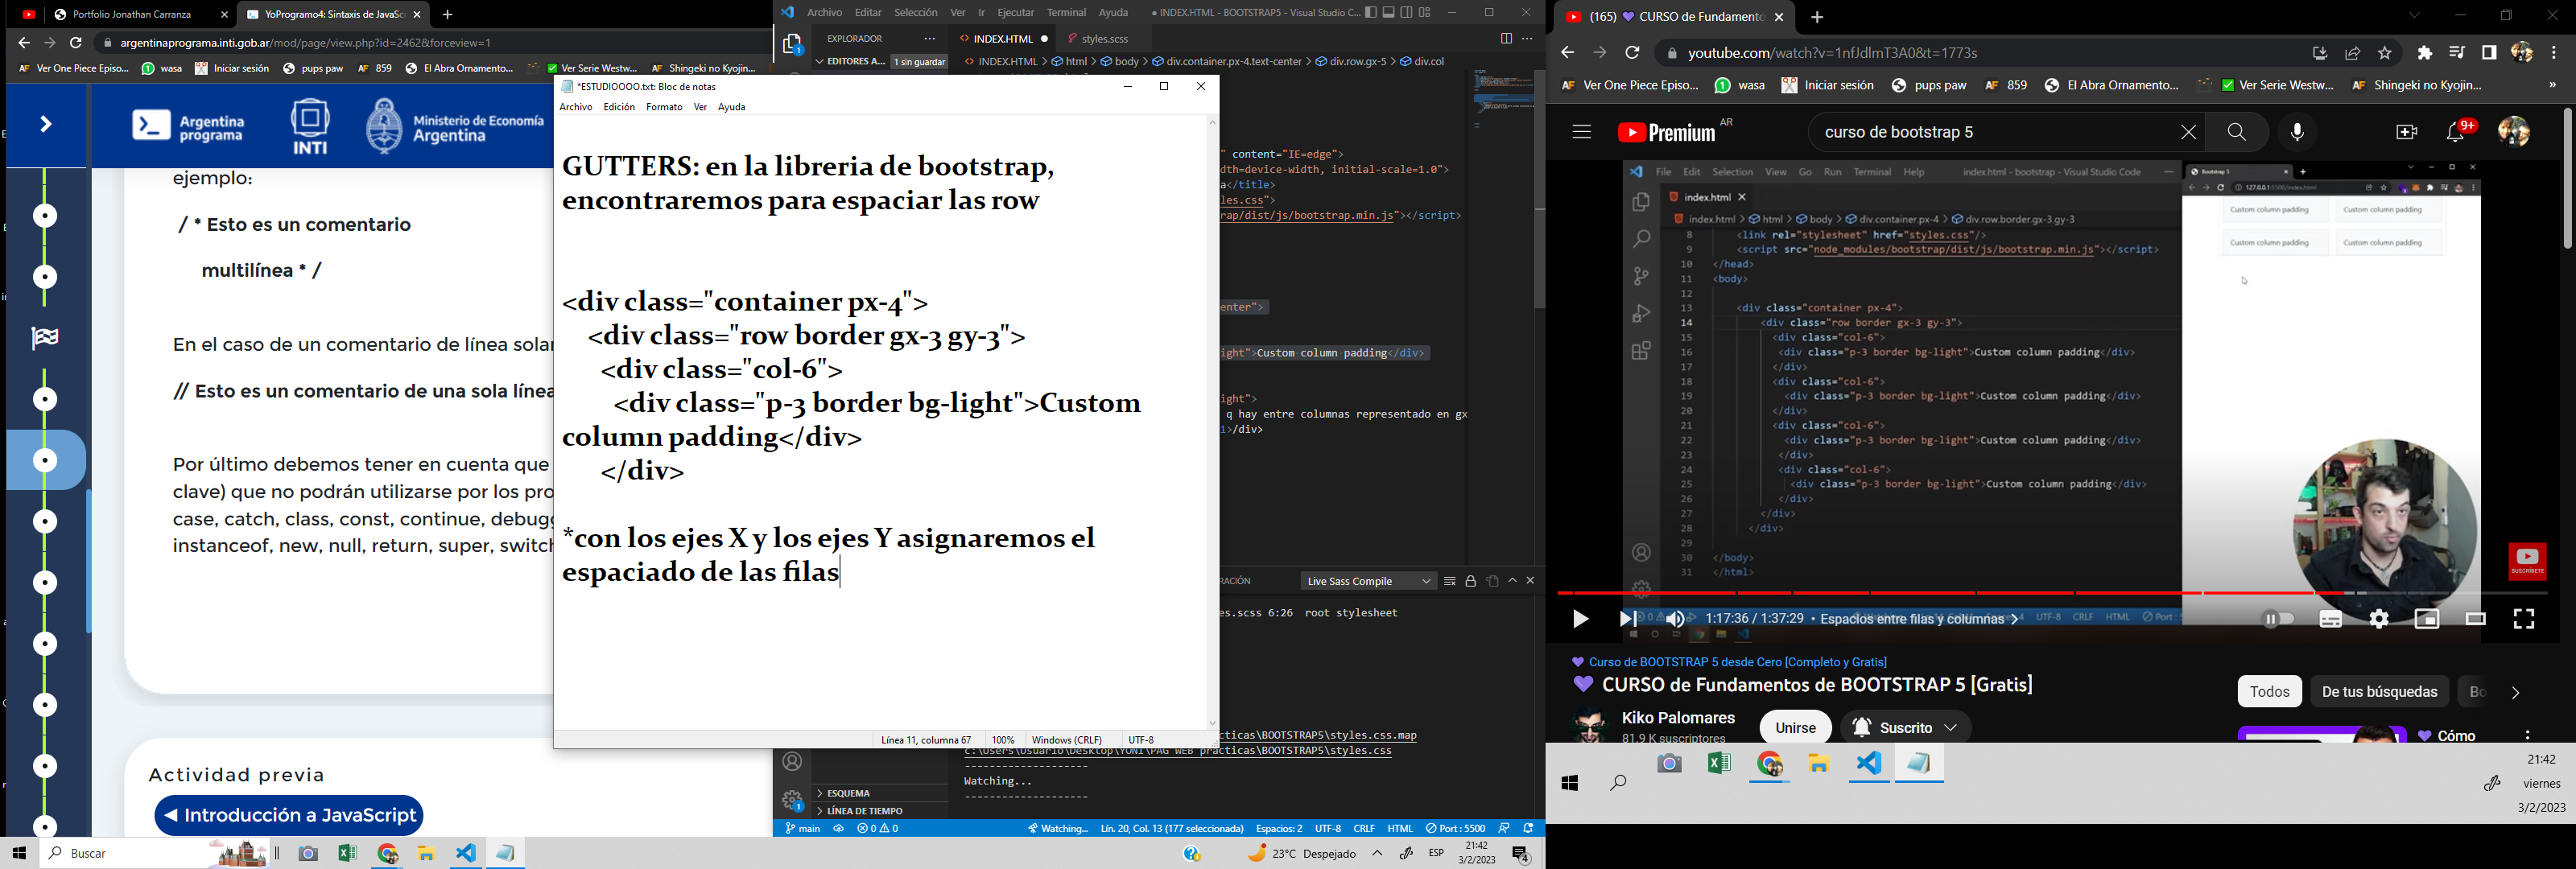 Portfolio Jonathan Carranza
YoProgramo4: Sintaxis de JavaSc
argentinaprograma.inti.gob.ar/mod/page/view.php?id=2462&forceview=1
Ver One Piece Episo...
wasa
Iniciar sesión
pups paw
859
El Abra Ornamento...
Ver Serie Westw...
Shingeki no Kyojin...
Argentina
programa
INTI
Ministerio de Economía
Argentina
ejemplo:
/ * Esto es un comentario
multilínea * /
En el caso de un comentario de línea solar
// Esto es un comentario de una sola línea
Por último debemos tener en cuenta que
clave) que no podrán utilizarse por los pro
case, catch, class, const, continue, debugg
instanceof, new, null, return, super, switch
Actividad previa
◀ Introducción a JavaScript
Buscar
*ESTUDIOOOO.txt: Bloc de notas
Archivo Edición Formato Ver Ayuda
GUTTERS: en la libreria de bootstrap,
encontraremos para espaciar las row
<div class="container px-4">
<div class="row border gx-3 gy-3">
<div class="col-6">
<div class="p-3 border bg-light">Custom
column padding</div>
</div>
*con los ejes X y los ejes Y asignaremos el
espaciado de las filas
Línea 11, columna 67 100% Windows (CRLF) UTF-8
Archivo Editar Selección Ver Ir Ejecutar Terminal Ayuda
● INDEX.HTML - BOOTSTRAP5 - Visual Studio C...
EXPLORADOR
INDEX.HTML
styles.scss
EDITORES A... 1 sin guardar
INDEX.HTML > html > body > div.container.px-4.text-center > div.row.gx-5 > div.col
" content="IE=edge">
dth=device-width, initial-scale=1.0">
a</title>
les.css">
rap/dist/js/bootstrap.min.js"></script>
enter">
ight">Custom column padding</div>
ight">
q hay entre columnas representado en gx
1>/div>
RACIÓN
Live Sass Compile
es.scss 6:26 root stylesheet
cticas\BOOTSTRAP5\styles.css.map
c:\Users\Usuario\Desktop\YONI\PAG WEB practicas\BOOTSTRAP5\styles.css
--------------------
Watching...
--------------------
ESQUEMA
LÍNEA DE TIEMPO
main
0 0
Watching... Lín. 20, Col. 13 (177 seleccionada) Espacios: 2 UTF-8 CRLF HTML Port : 5500
23°C Despejado
ESP
21:42
3/2/2023
4
(165) 💜 CURSO de Fundamento
youtube.com/watch?v=1nfJdlmT3A0&t=1773s
Ver One Piece Episo...
wasa
Iniciar sesión
pups paw
859
El Abra Ornamento...
Ver Serie Westw...
Shingeki no Kyojin...
»
Premium AR
curso de bootstrap 5
9+
File Edit Selection View Go Run Terminal Help
index.html - bootstrap - Visual Studio Code
index.html
index.html > html > body > div.container.px-4 > div.row.border.gx-3.gy-3
8 <link rel="stylesheet" href="styles.css"/>
9 <script src="node_modules/bootstrap/dist/js/bootstrap.min.js"></script>
10 </head>
11 <body>
12
13 <div class="container px-4">
14 <div class="row border gx-3 gy-3">
15 <div class="col-6">
16 <div class="p-3 border bg-light">Custom column padding</div>
17 </div>
18 <div class="col-6">
19 <div class="p-3 border bg-light">Custom column padding</div>
20 </div>
21 <div class="col-6">
22 <div class="p-3 border bg-light">Custom column padding</div>
23 </div>
24 <div class="col-6">
25 <div class="p-3 border bg-light">Custom column padding</div>
26 </div>
27 </div>
28 </div>
29
30 </body>
31 </html>
Bootstrap 5
127.0.0.1:5500/index.html
Custom column padding Custom column padding
Custom column padding Custom column padding
SUSCRIBETE
1:17:36 / 1:37:29 • Espacios entre filas y columnas
UTF-8 CRLF HTML Port : 5
💜 Curso de BOOTSTRAP 5 desde Cero [Completo y Gratis]
💜 CURSO de Fundamentos de BOOTSTRAP 5 [Gratis]
Kiko Palomares
81,9 K suscriptores
Unirse
Suscrito
Todos
De tus búsquedas
Bo
💜 Cómo
21:42
viernes
3/2/2023